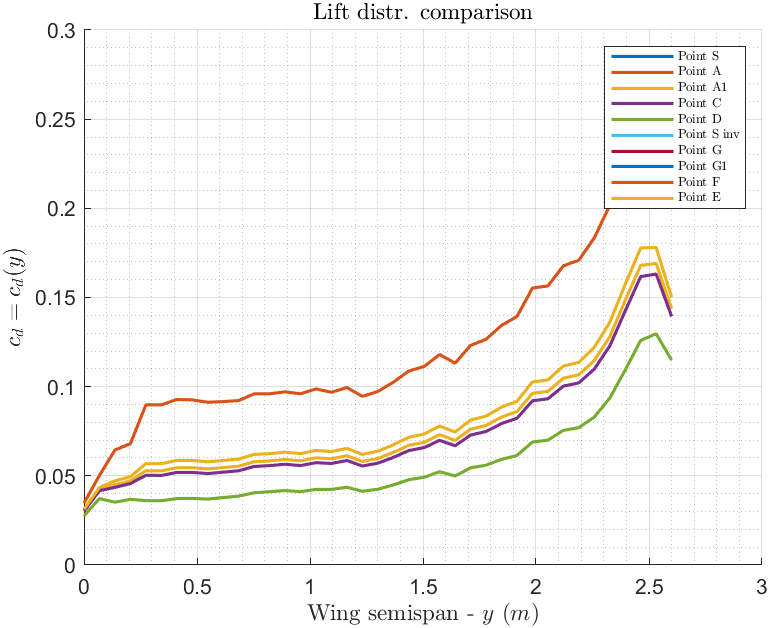 Lift distr. comparison
0.3
0.25
0.2
0.15
0.1
0.05
0
c_d = c_d(y)
Point S
Point A
Point A1
Point C
Point D
Point S inv
Point G
Point G1
Point F
Point E
0 0.5 1 1.5 2 2.5 3
Wing semispan - y (m)